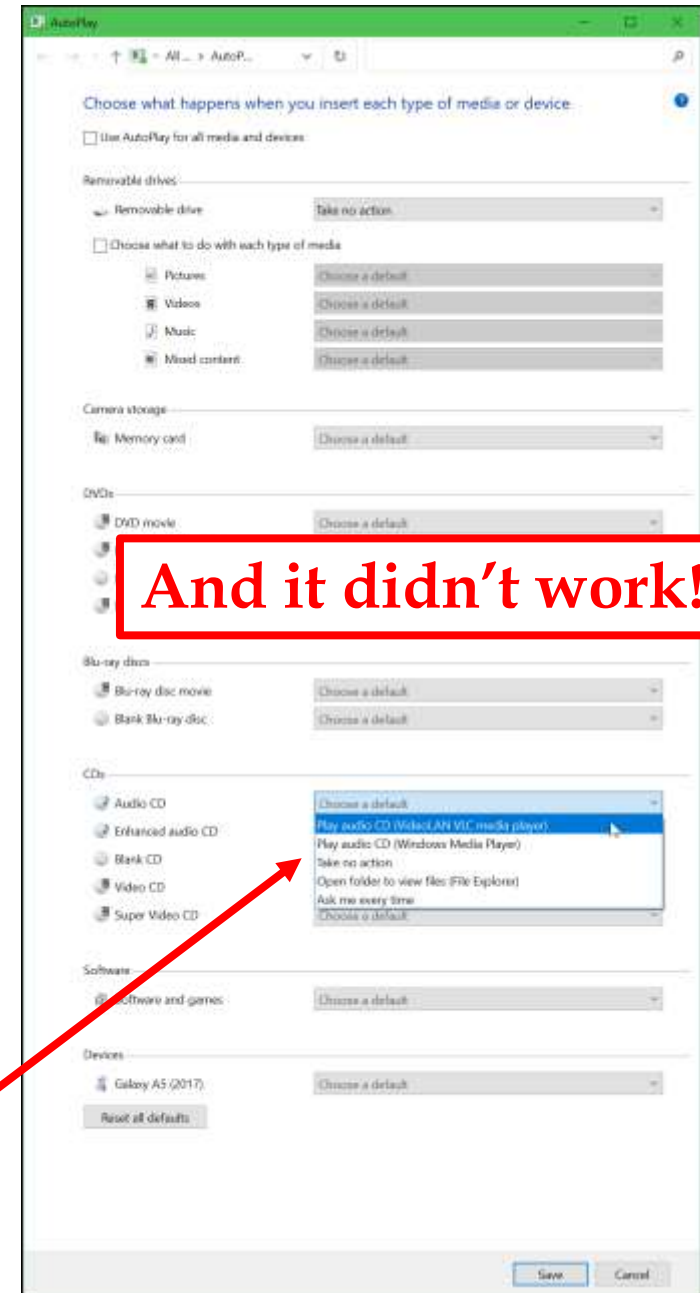 AutoPlay
All ... > AutoP...
Choose what happens when you insert each type of media or device
Use AutoPlay for all media and devices
Removable drives
Removable drive Take no action
Choose what to do with each type of media
Pictures Choose a default
Videos Choose a default
Music Choose a default
Mixed content Choose a default
Camera storage
Memory card Choose a default
DVDs
DVD movie Choose a default
And it didn’t work!
Blu-ray discs
Blu-ray disc movie Choose a default
Blank Blu-ray disc Choose a default
CDs
Audio CD Choose a default
Enhanced audio CD Play audio CD (VideoLAN VLC media player)
Play audio CD (Windows Media Player)
Blank CD Take no action
Video CD Open folder to view files (File Explorer)
Ask me every time
Super Video CD Choose a default
Software
Software and games Choose a default
Devices
Galaxy A5 (2017) Choose a default
Reset all defaults
Save Cancel